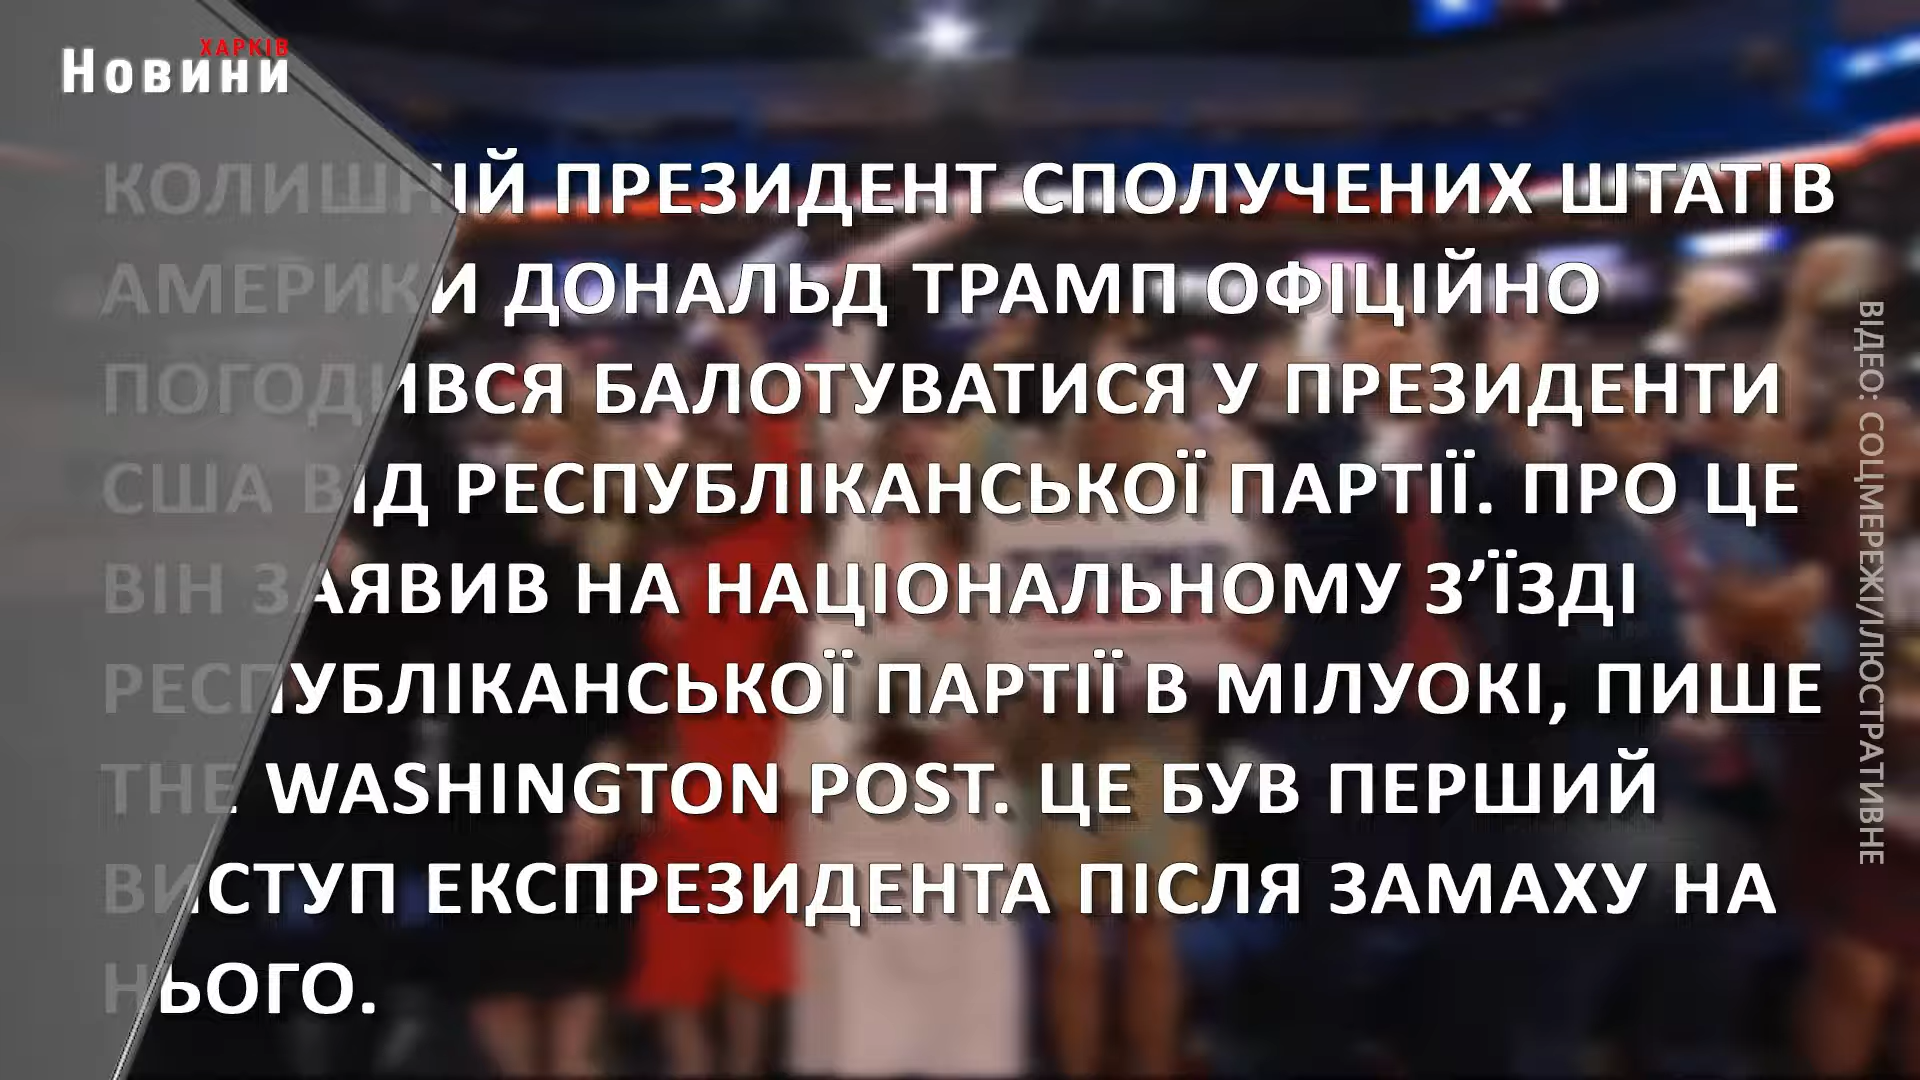 ХАРКІВ
Новини
КОЛИШНІЙ ПРЕЗИДЕНТ СПОЛУЧЕНИХ ШТАТІВ
АМЕРИКИ ДОНАЛЬД ТРАМП ОФІЦІЙНО
ПОГОДИВСЯ БАЛОТУВАТИСЯ У ПРЕЗИДЕНТИ
США ВІД РЕСПУБЛІКАНСЬКОЇ ПАРТІЇ. ПРО ЦЕ
ВІН ЗАЯВИВ НА НАЦІОНАЛЬНОМУ З’ЇЗДІ
РЕСПУБЛІКАНСЬКОЇ ПАРТІЇ В МІЛУОКІ, ПИШЕ
THE WASHINGTON POST. ЦЕ БУВ ПЕРШИЙ
ВИСТУП ЕКСПРЕЗИДЕНТА ПІСЛЯ ЗАМАХУ НА
НЬОГО.
ВІДЕО: СОЦМЕРЕЖІ/ІЛЮСТРАТИВНЕ